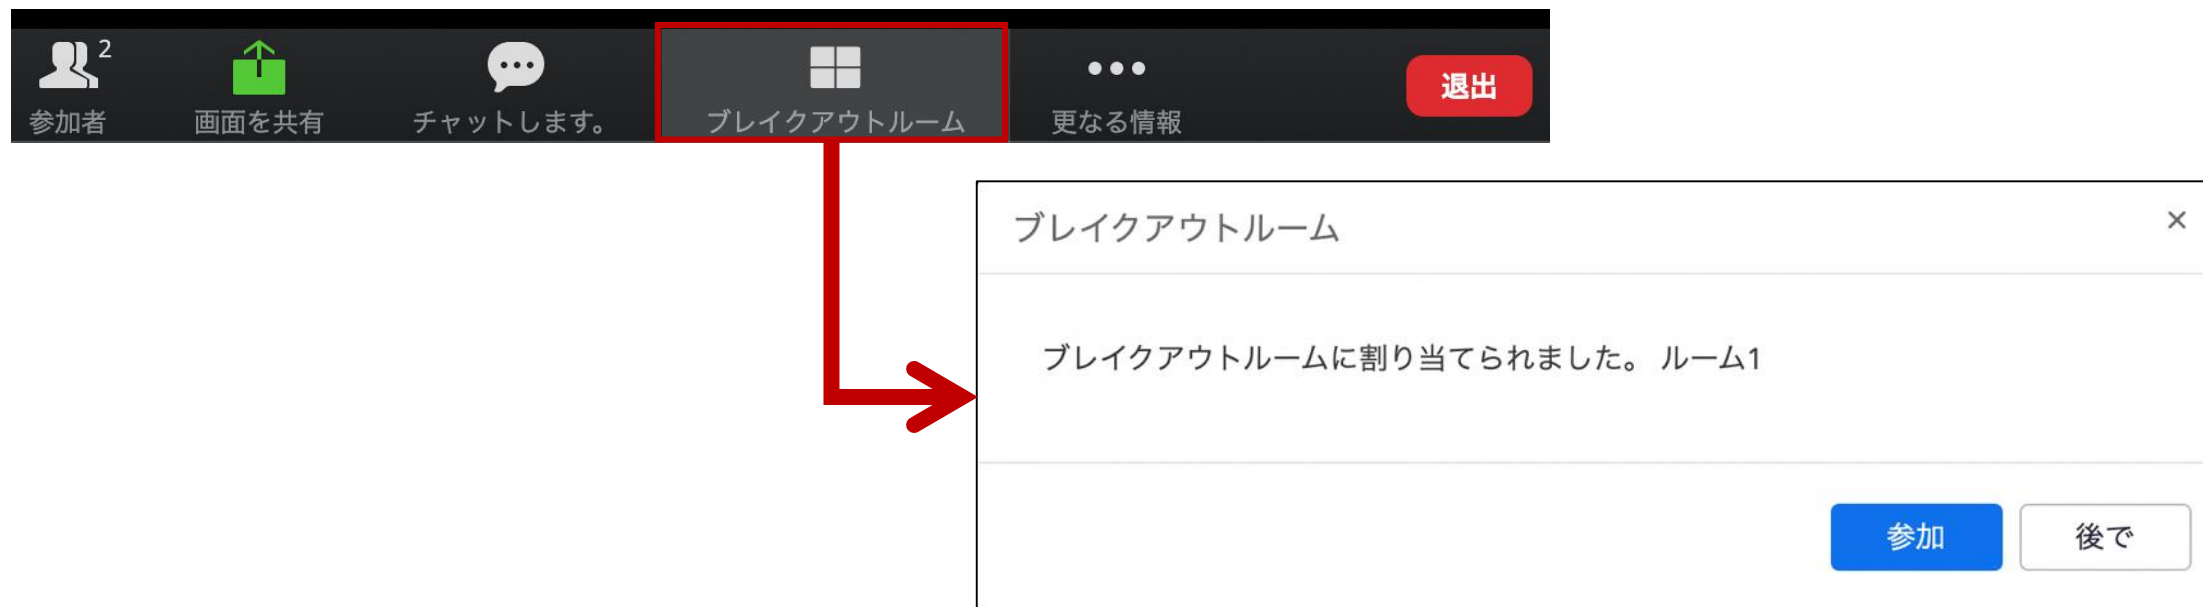 2
参加者
画面を共有
チャットします。
ブレイクアウトルーム
更なる情報
退出
ブレイクアウトルーム
×
ブレイクアウトルームに割り当てられました。 ルーム1
参加
後で